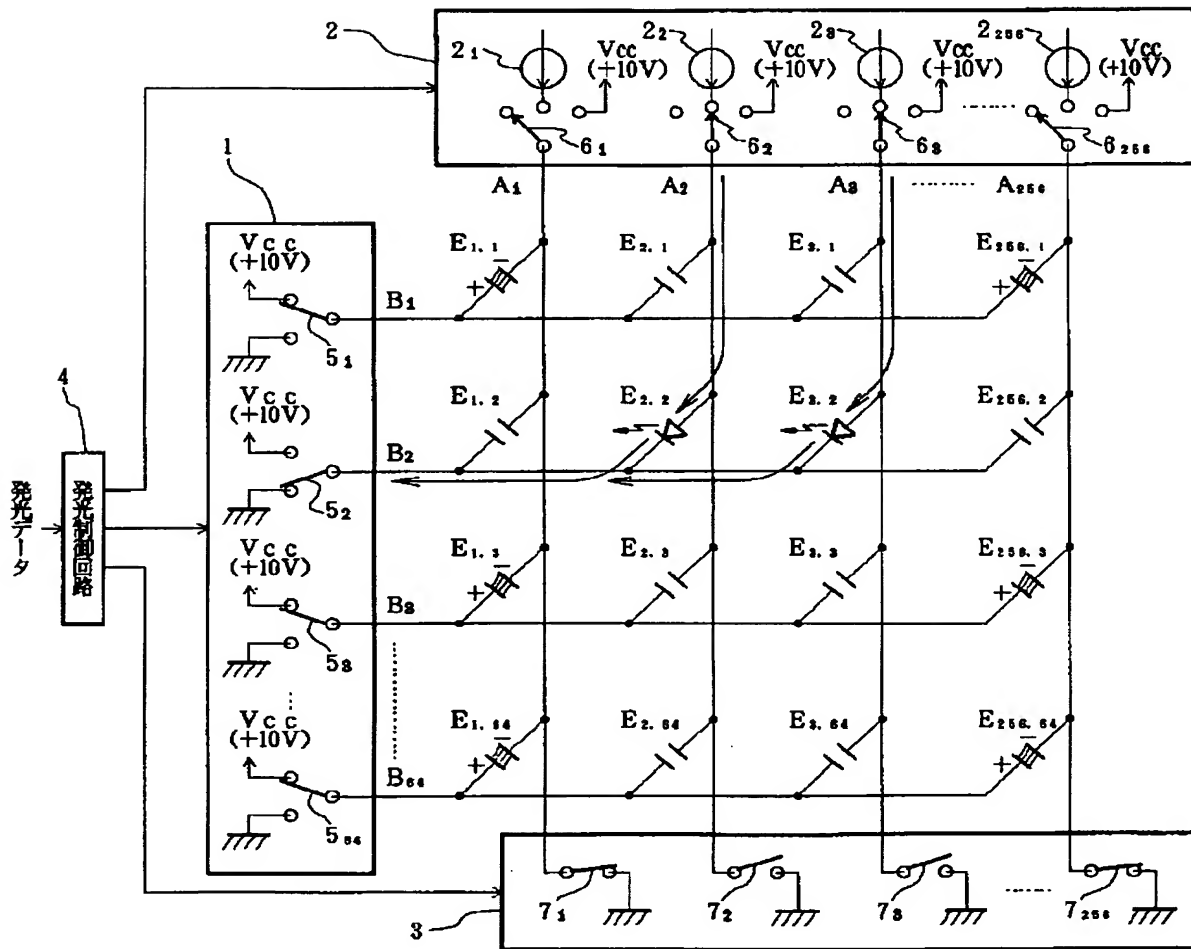 2
2₁
Vcc
(+10V)
2₂
Vcc
(+10V)
2₃
Vcc
(+10V)
2₂₅₆
Vcc
(+10V)
6₁
6₂
6₃
6₂₅₆
A₁
A₂
A₃
A₂₅₆
1
Vcc
(+10V)
5₁
B₁
E₁.₁
+ −
E₂.₁
E₃.₁
E₂₅₆.₁
+ −
4
発光データ
発光制御回路
Vcc
(+10V)
5₂
B₂
E₁.₂
E₂.₂
E₃.₂
E₂₅₆.₂
Vcc
(+10V)
5₃
B₃
E₁.₃
+ −
E₂.₃
E₃.₃
E₂₅₆.₃
+ −
Vcc
(+10V)
5₆₄
B₆₄
E₁.₆₄
+ −
E₂.₆₄
E₃.₆₄
E₂₅₆.₆₄
+ −
3
7₁
7₂
7₃
7₂₅₆